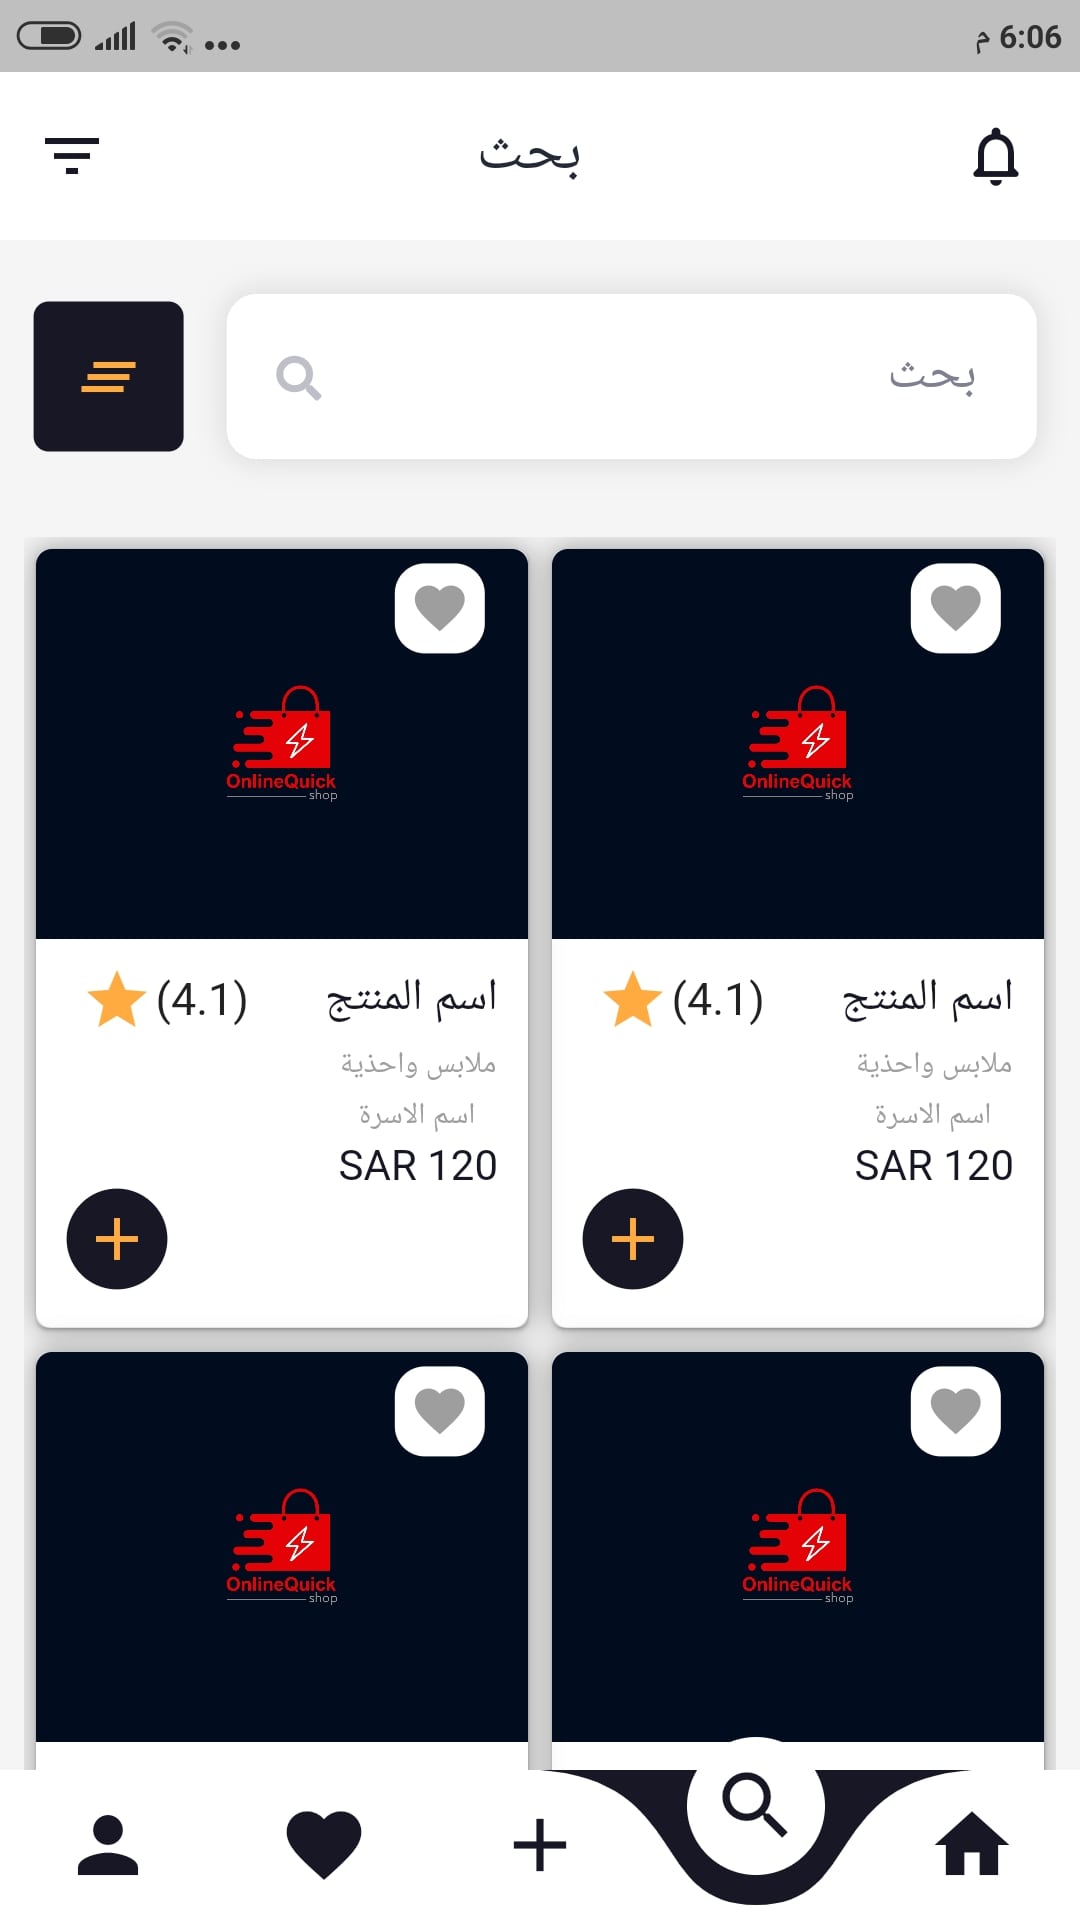 6:06 م
بحث
بحث
OnlineQuick
shop
OnlineQuick
shop
اسم المنتج (4.1)
ملابس واحذية
اسم الاسرة
SAR 120
اسم المنتج (4.1)
ملابس واحذية
اسم الاسرة
SAR 120
OnlineQuick
shop
OnlineQuick
shop